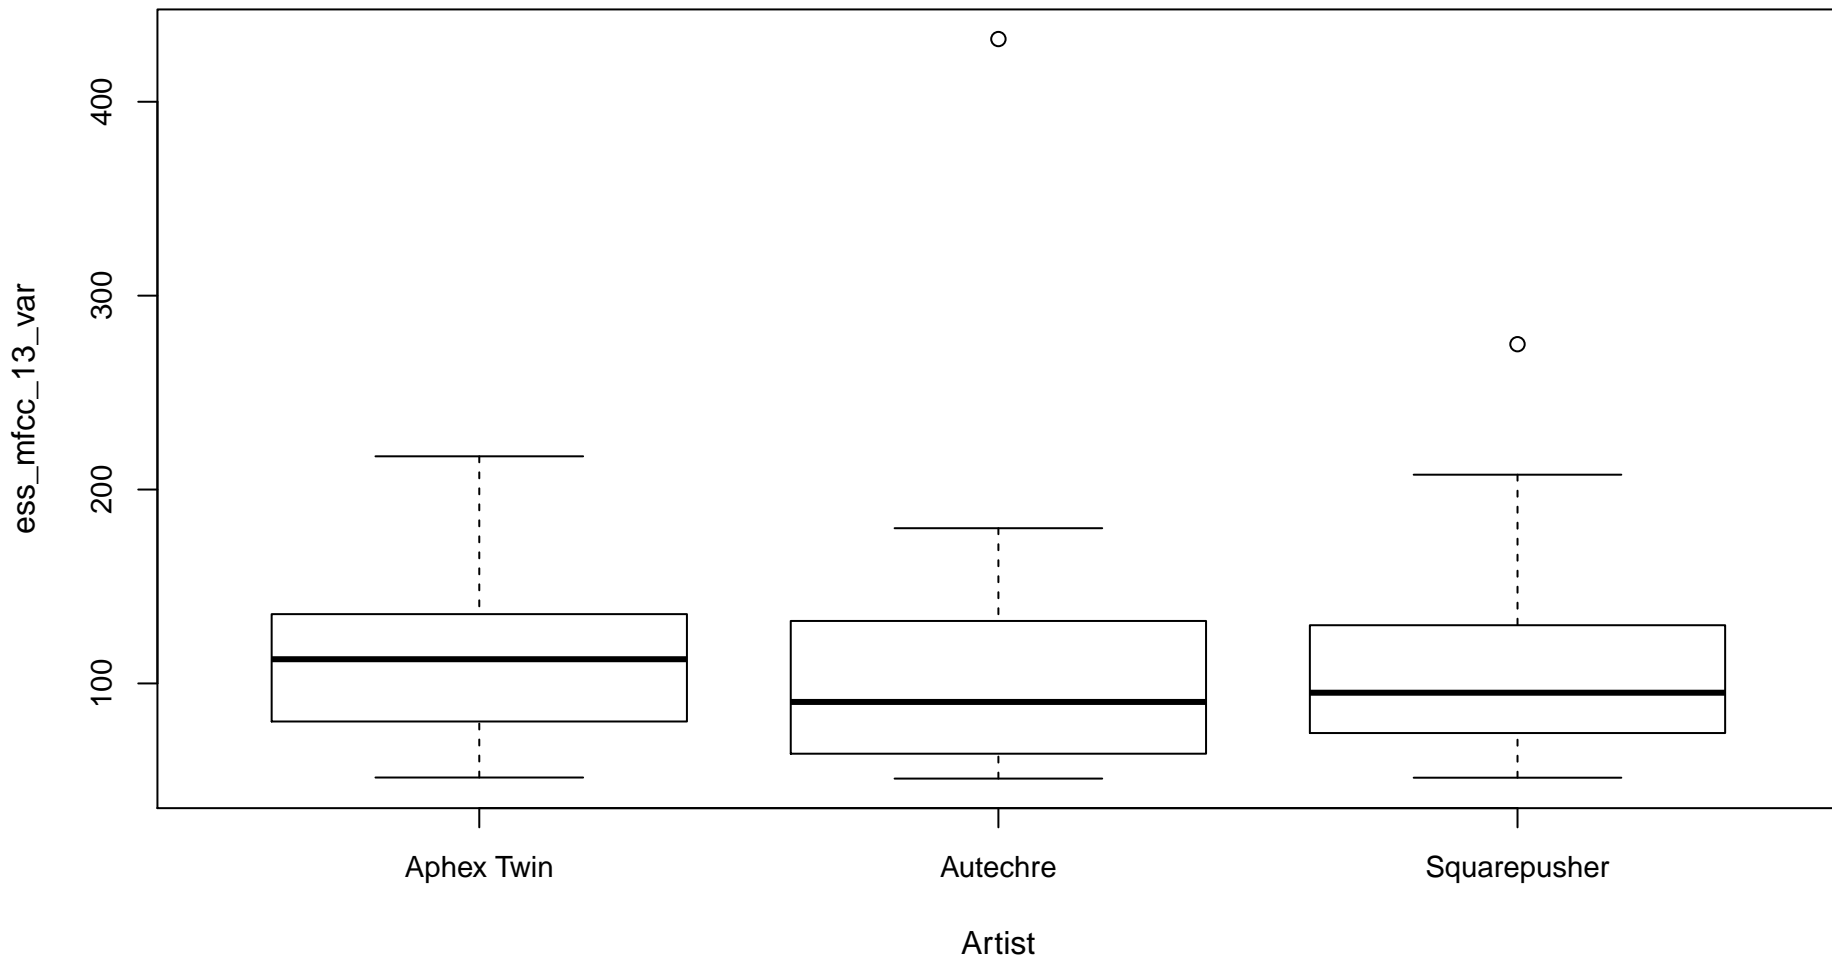 400
300
200
100
ess_mfcc_13_var
Aphex Twin
Autechre
Squarepusher
Artist